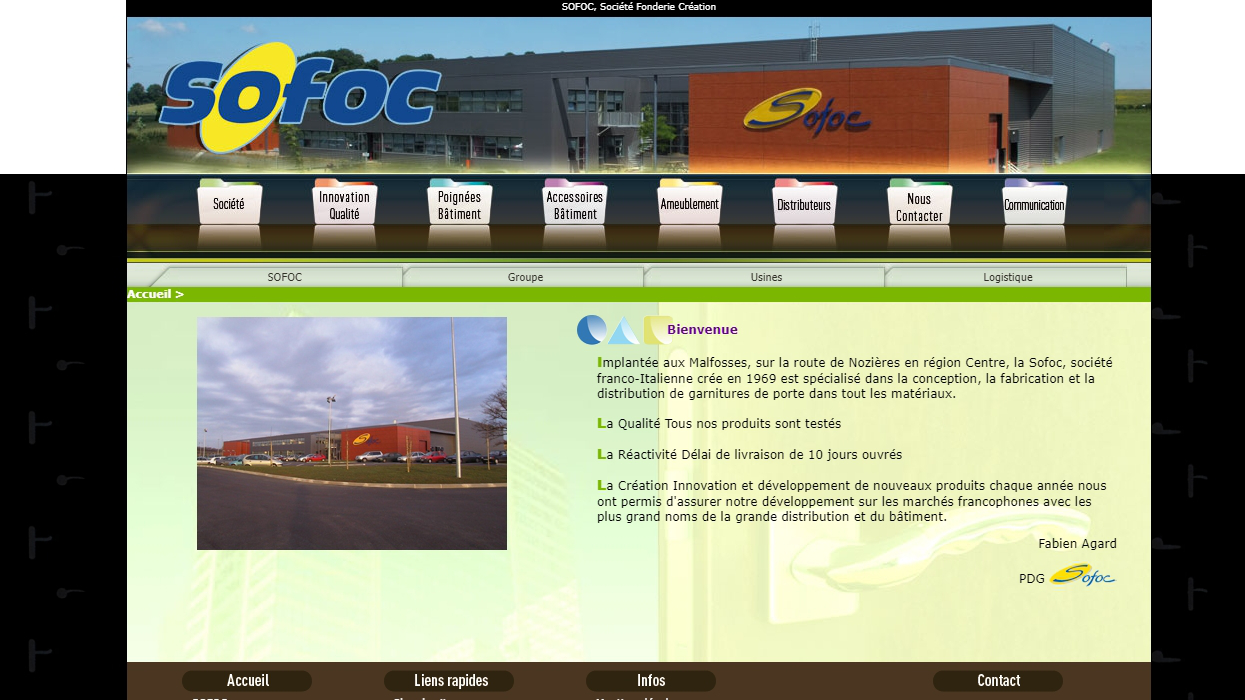 SOFOC, Société Fonderie Création
Sofoc
Sofoc
Société
Innovation
Qualité
Poignées
Bâtiment
Accessoires
Bâtiment
Ameublement
Distributeurs
Nous
Contacter
Communication
SOFOC
Groupe
Usines
Logistique
Accueil >
Bienvenue
Implantée aux Malfosses, sur la route de Nozières en région Centre, la Sofoc, société
franco-Italienne crée en 1969 est spécialisé dans la conception, la fabrication et la
distribution de garnitures de porte dans tout les matériaux.
La Qualité Tous nos produits sont testés
La Réactivité Délai de livraison de 10 jours ouvrés
La Création Innovation et développement de nouveaux produits chaque année nous
ont permis d'assurer notre développement sur les marchés francophones avec les
plus grand noms de la grande distribution et du bâtiment.
Fabien Agard
PDG Sofoc
Accueil
Liens rapides
Infos
Contact